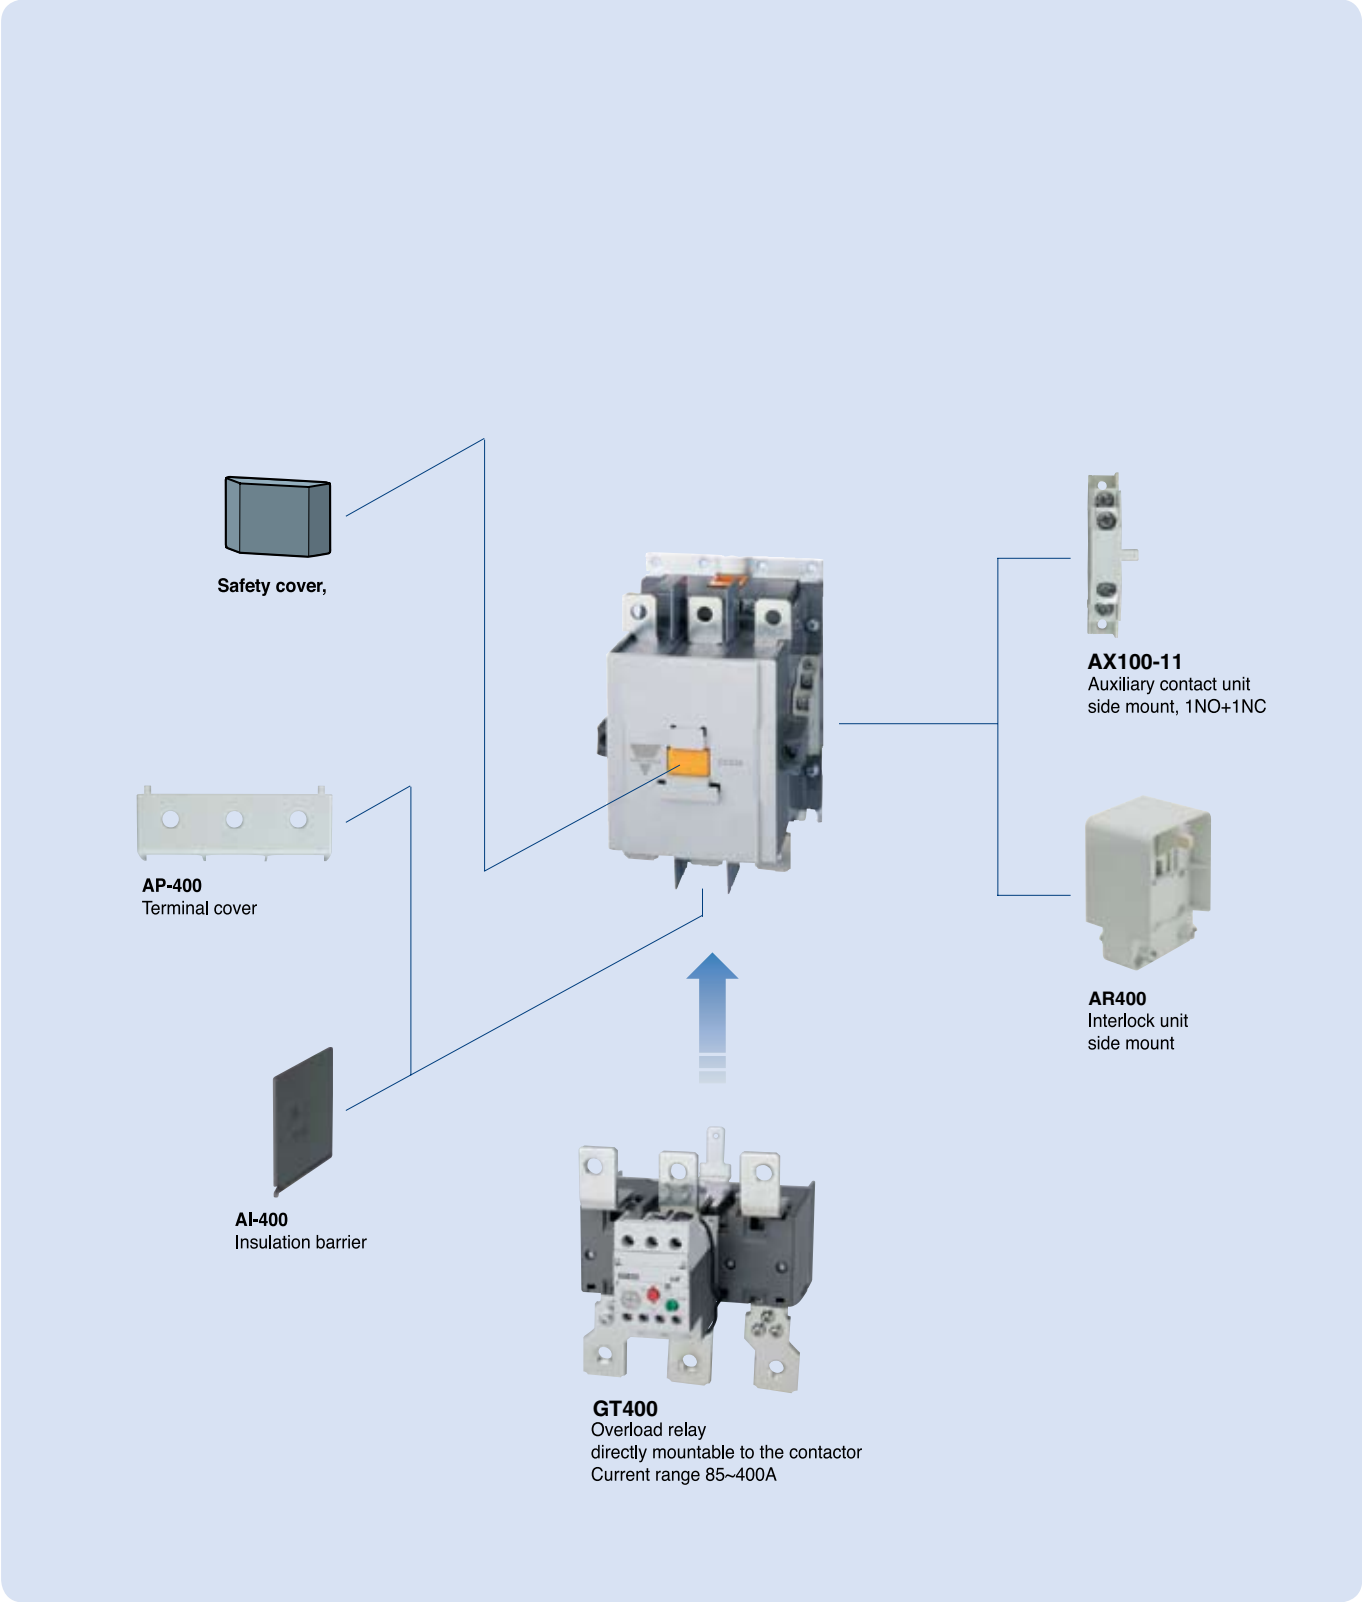 Safety cover,
AX100-11
Auxiliary contact unit
side mount, 1NO+1NC
AP-400
Terminal cover
AR400
Interlock unit
side mount
AI-400
Insulation barrier
GT400
Overload relay
directly mountable to the contactor
Current range 85~400A